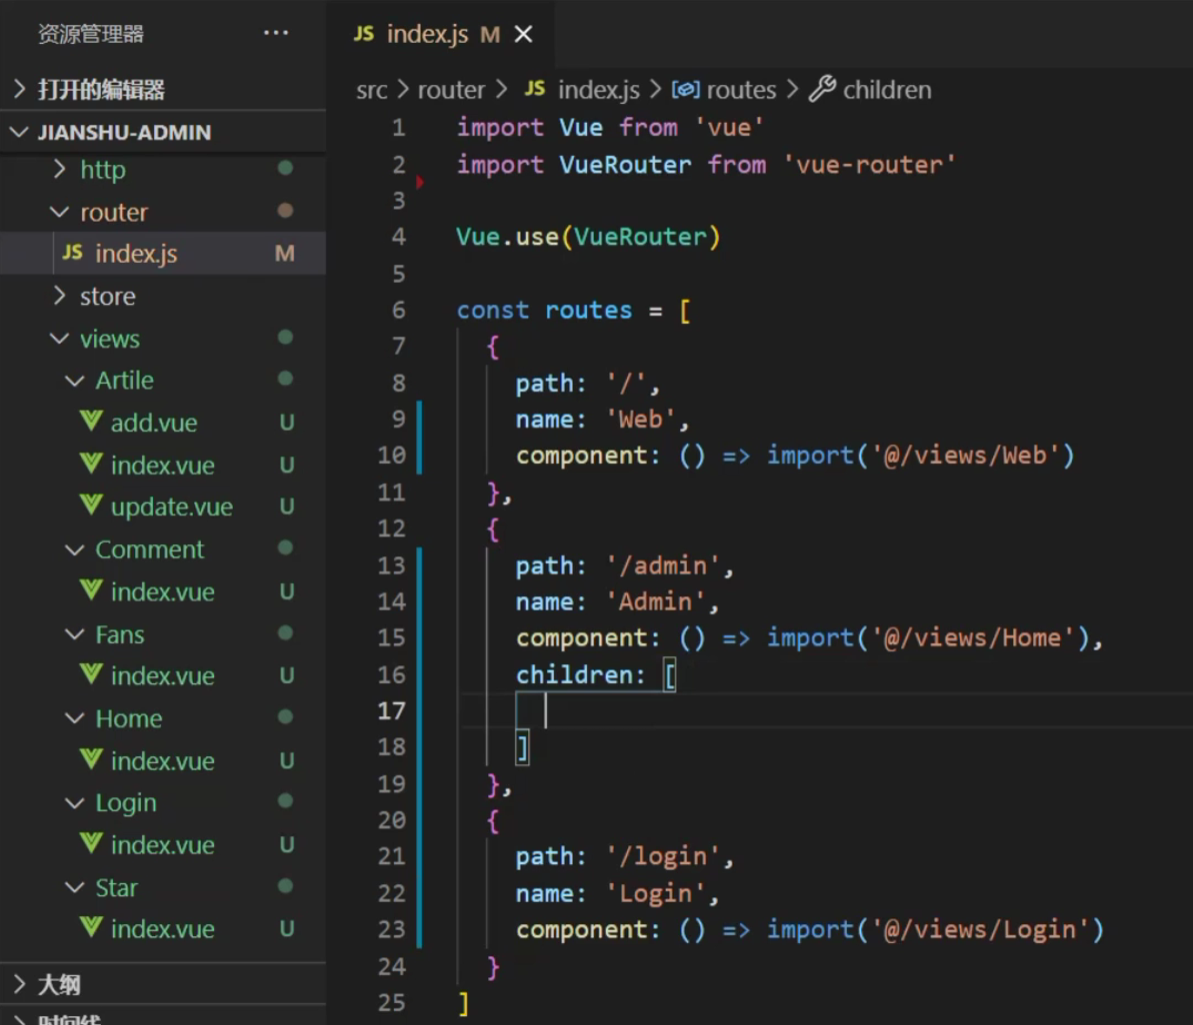 资源管理器 ···
打开的编辑器
JIANSHU-ADMIN
http
router
JS index.js M
store
views
Artile
add.vue U
index.vue U
update.vue U
Comment
index.vue U
Fans
index.vue U
Home
index.vue U
Login
index.vue U
Star
index.vue U
大纲
时间线
JS index.js M ×
src > router > JS index.js > routes > children
1 import Vue from 'vue'
2 import VueRouter from 'vue-router'
3
4 Vue.use(VueRouter)
5
6 const routes = [
7 {
8 path: '/',
9 name: 'Web',
10 component: () => import('@/views/Web')
11 },
12 {
13 path: '/admin',
14 name: 'Admin',
15 component: () => import('@/views/Home'),
16 children: [
17
18 ]
19 },
20 {
21 path: '/login',
22 name: 'Login',
23 component: () => import('@/views/Login')
24 }
25 ]